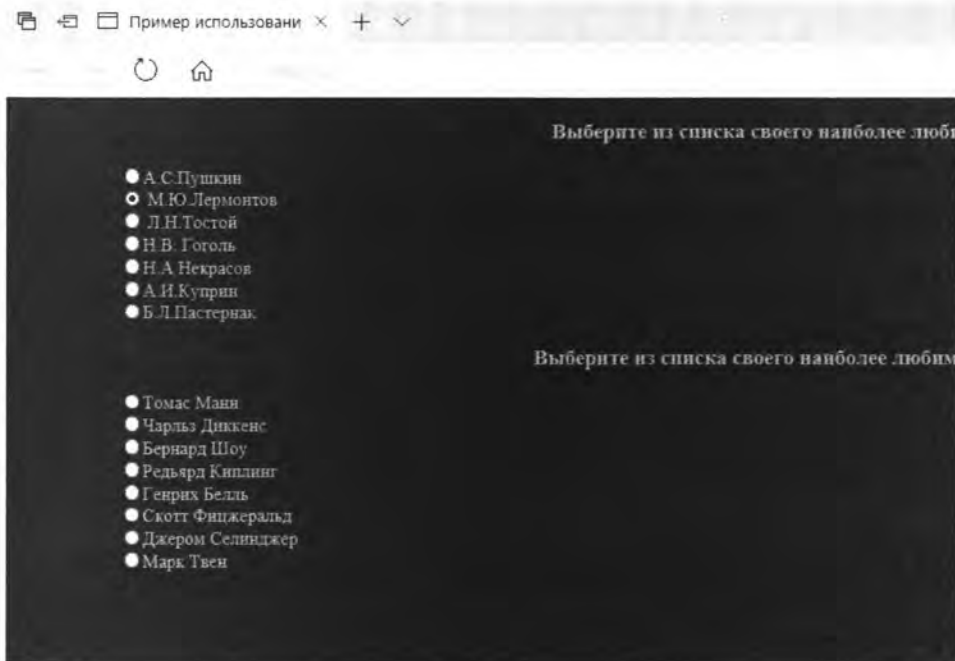 Пример использовани
Выберите из списка своего наиболее люби
А.С.Пушкин
М.Ю.Лермонтов
Л.Н.Тостой
Н.В. Гоголь
Н.А.Некрасов
А.И.Куприн
Б.Л.Пастернак
Выберите из списка своего наиболее любим
Томас Манн
Чарльз Диккенс
Бернард Шоу
Редьярд Киплинг
Генрих Белль
Скотт Фицжеральд
Джером Селинджер
Марк Твен